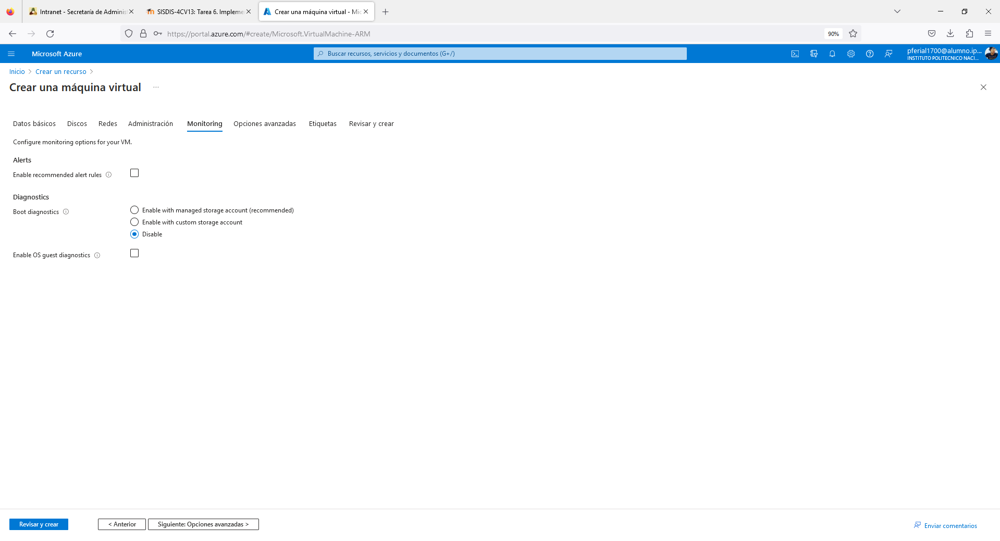 Intranet - Secretaría de Adminis
SISDIS-4CV13: Tarea 6. Impleme
Crear una máquina virtual - Mic
https://portal.azure.com/#create/Microsoft.VirtualMachine-ARM
90%
Microsoft Azure
Buscar recursos, servicios y documentos (G+/)
pferial1700@alumno.ip...
INSTITUTO POLITECNICO NACI...
Inicio > Crear un recurso >
Crear una máquina virtual ...
Datos básicos Discos Redes Administración Monitoring Opciones avanzadas Etiquetas Revisar y crear
Configure monitoring options for your VM.
Alerts
Enable recommended alert rules
Diagnostics
Boot diagnostics
Enable with managed storage account (recommended)
Enable with custom storage account
Disable
Enable OS guest diagnostics
Revisar y crear
< Anterior
Siguiente: Opciones avanzadas >
Enviar comentarios